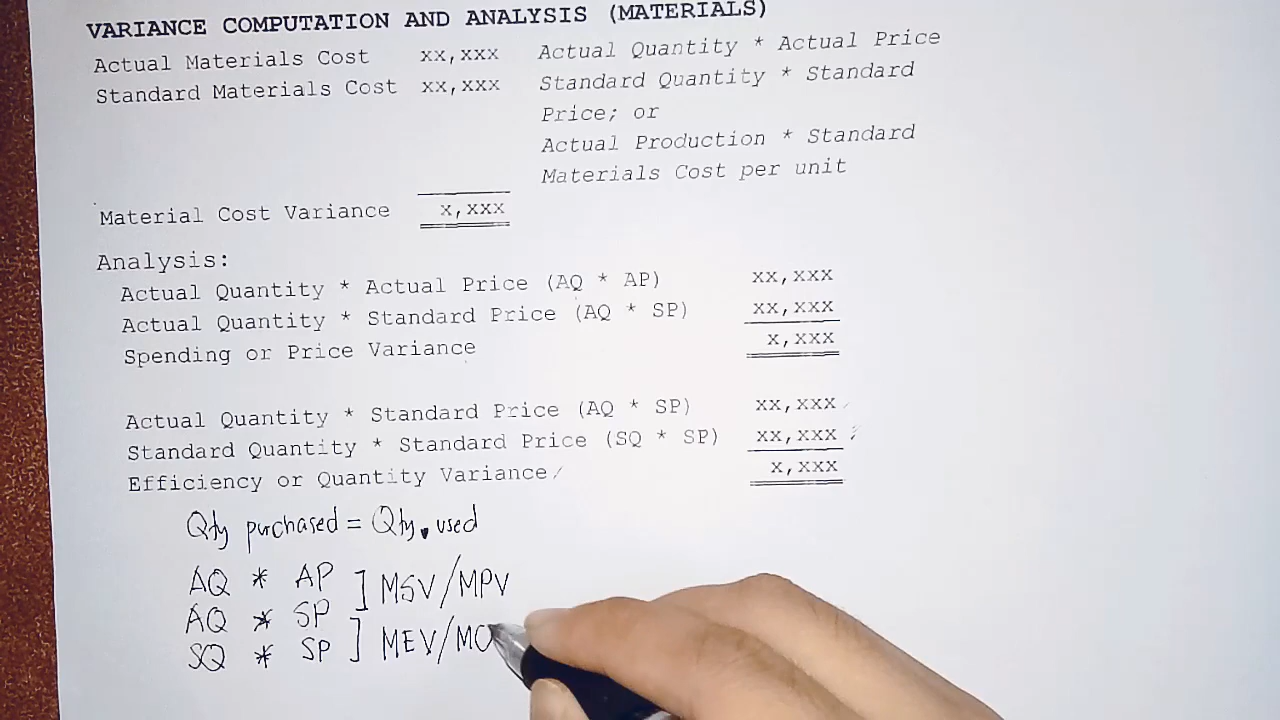 VARIANCE COMPUTATION AND ANALYSIS (MATERIALS)
Actual Materials Cost xx,xxx Actual Quantity * Actual Price
Standard Materials Cost xx,xxx Standard Quantity * Standard
Price; or
Actual Production * Standard
Materials Cost per unit
Material Cost Variance x,xxx
Analysis:
Actual Quantity * Actual Price (AQ * AP) xx,xxx
Actual Quantity * Standard Price (AQ * SP) xx,xxx
Spending or Price Variance x,xxx
Actual Quantity * Standard Price (AQ * SP) xx,xxx
Standard Quantity * Standard Price (SQ * SP) xx,xxx
Efficiency or Quantity Variance x,xxx
Qty purchased = Qty. used
AQ * AP ] MSV/MPV
AQ * SP
SQ * SP ] MEV/